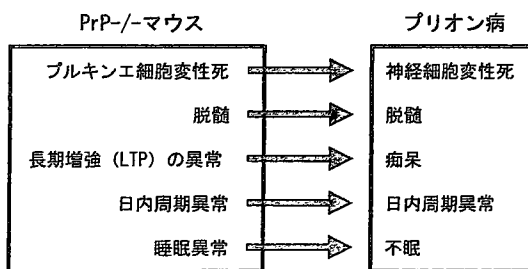 PrP-/-マウス プリオン病
プルキンエ細胞変性死 神経細胞変性死
脱髄 脱髄
長期増強（LTP）の異常 痴呆
日内周期異常 日内周期異常
睡眠異常 不眠